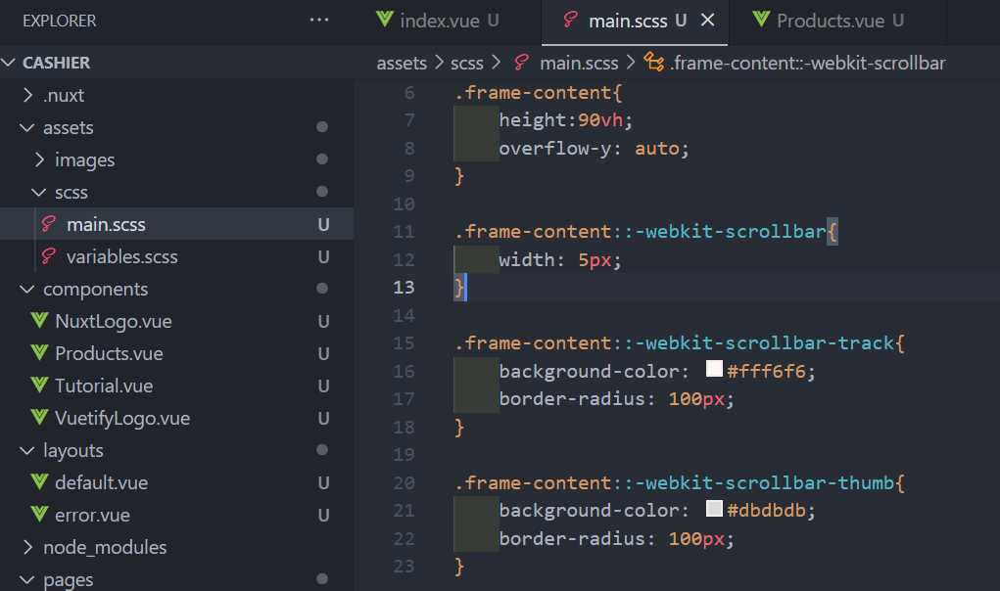 EXPLORER ...
index.vue U main.scss U Products.vue U
CASHIER
assets > scss > main.scss > .frame-content::-webkit-scrollbar
.nuxt
assets
images
scss
main.scss U
variables.scss U
components
NuxtLogo.vue U
Products.vue U
Tutorial.vue U
VuetifyLogo.vue U
layouts
default.vue U
error.vue U
node_modules
pages
6 .frame-content{
7 height:90vh;
8 overflow-y: auto;
9 }
10
11 .frame-content::-webkit-scrollbar{
12 width: 5px;
13 }
14
15 .frame-content::-webkit-scrollbar-track{
16 background-color: #fff6f6;
17 border-radius: 100px;
18 }
19
20 .frame-content::-webkit-scrollbar-thumb{
21 background-color: #dbdbdb;
22 border-radius: 100px;
23 }